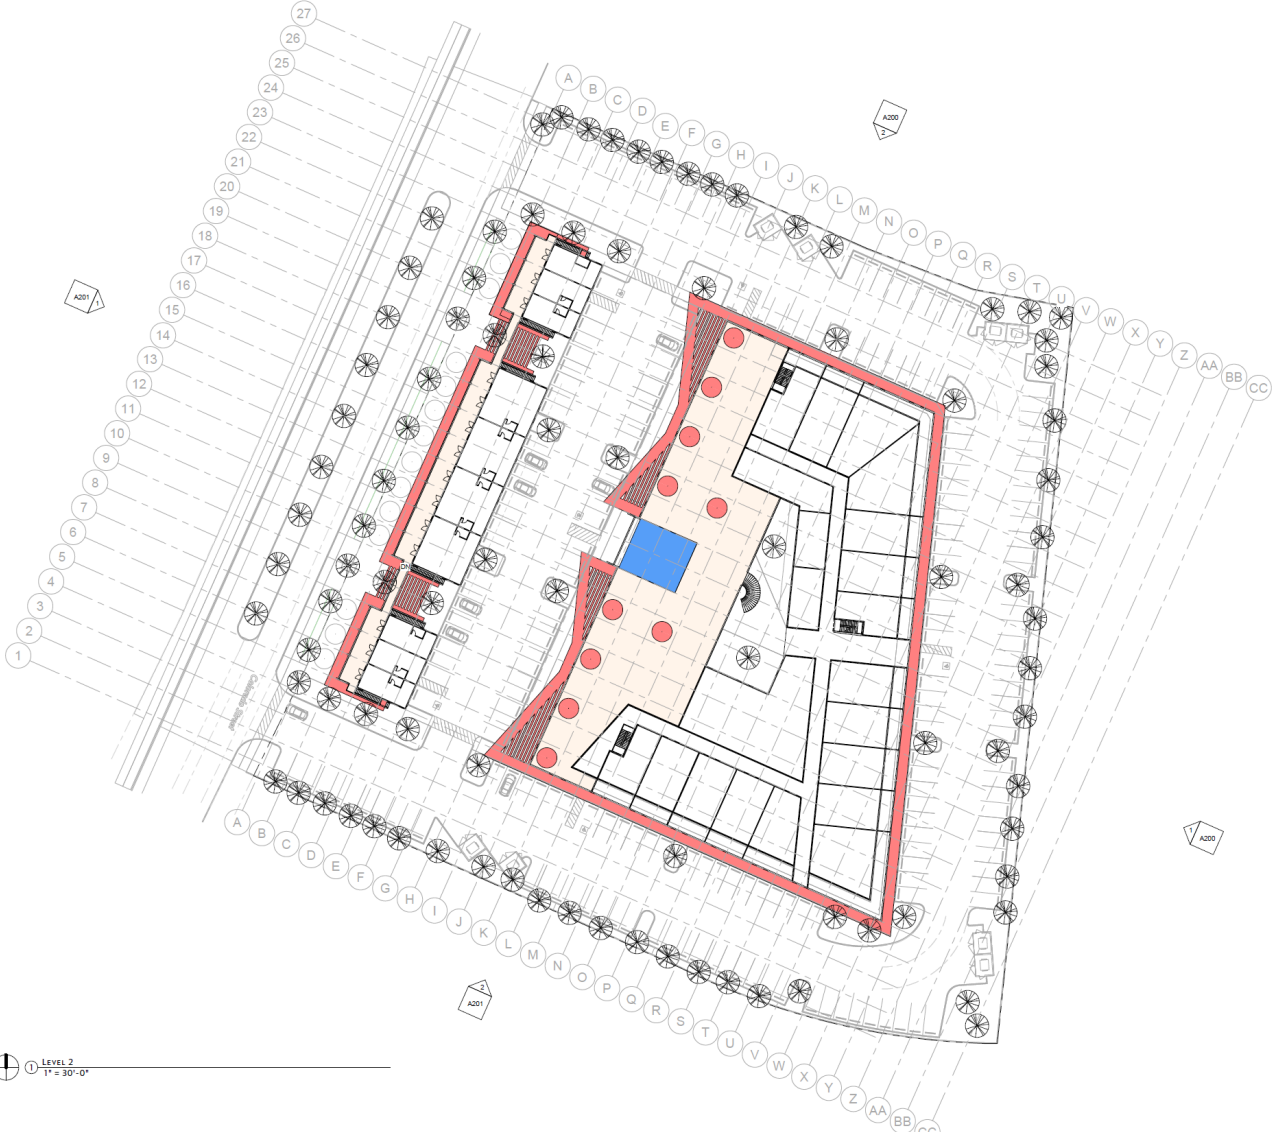 27
26
25
24
23
22
21
20
19
18
17
16
15
14
13
12
11
10
9
8
7
6
5
4
3
2
1
A
B
C
D
E
F
G
H
I
J
K
L
M
N
O
P
Q
R
S
T
U
V
W
X
Y
Z
AA
BB
CC
A200
2
A201
1
DN
1
A200
A
B
C
D
E
F
G
H
I
J
K
L
M
N
O
P
Q
R
S
T
U
V
W
X
Y
Z
AA
BB
CC
2
A201
1 LEVEL 2
1" = 30'-0"